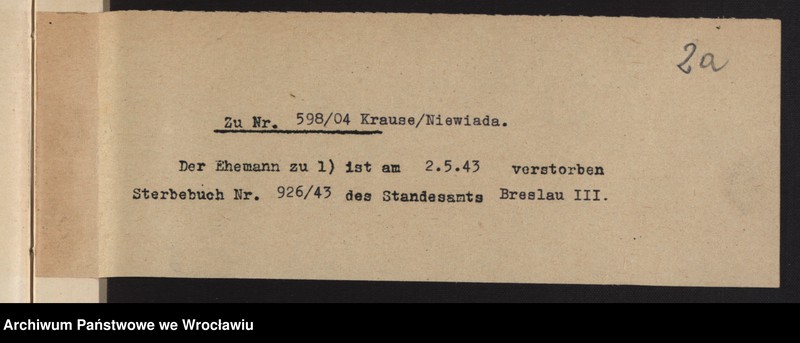 2a
Zu Nr. 598/04 Krause/Niewiada.
Der Ehemann zu 1) ist am 2.5.43 verstorben
Sterbebuch Nr. 926/43 des Standesamts Breslau III.
Archiwum Państwowe we Wrocławiu